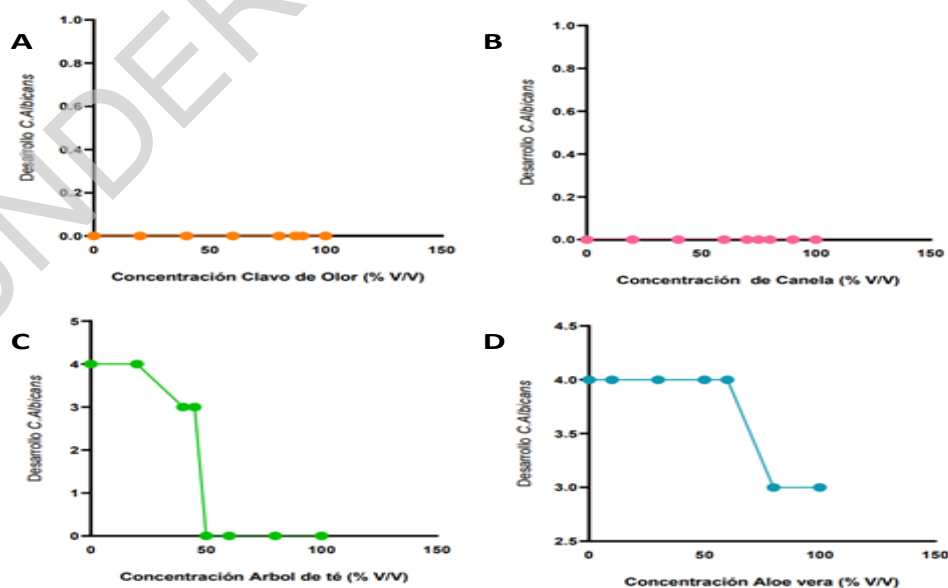 A
1.0
0.8
0.6
0.4
0.2
0.0
Desarrollo C.Albicans
0 50 100 150
Concentración Clavo de Olor (% V/V)
B
1.0
0.8
0.6
0.4
0.2
0.0
Desarrollo C.Albicans
0 50 100 150
Concentración de Canela (% V/V)
C
5
4
3
2
1
0
Desarrollo C.Albicans
0 50 100 150
Concentración Arbol de té (% V/V)
D
4.5
4.0
3.5
3.0
2.5
Desarrollo C.Albicans
0 50 100 150
Concentración Aloe vera (% V/V)
UNDER